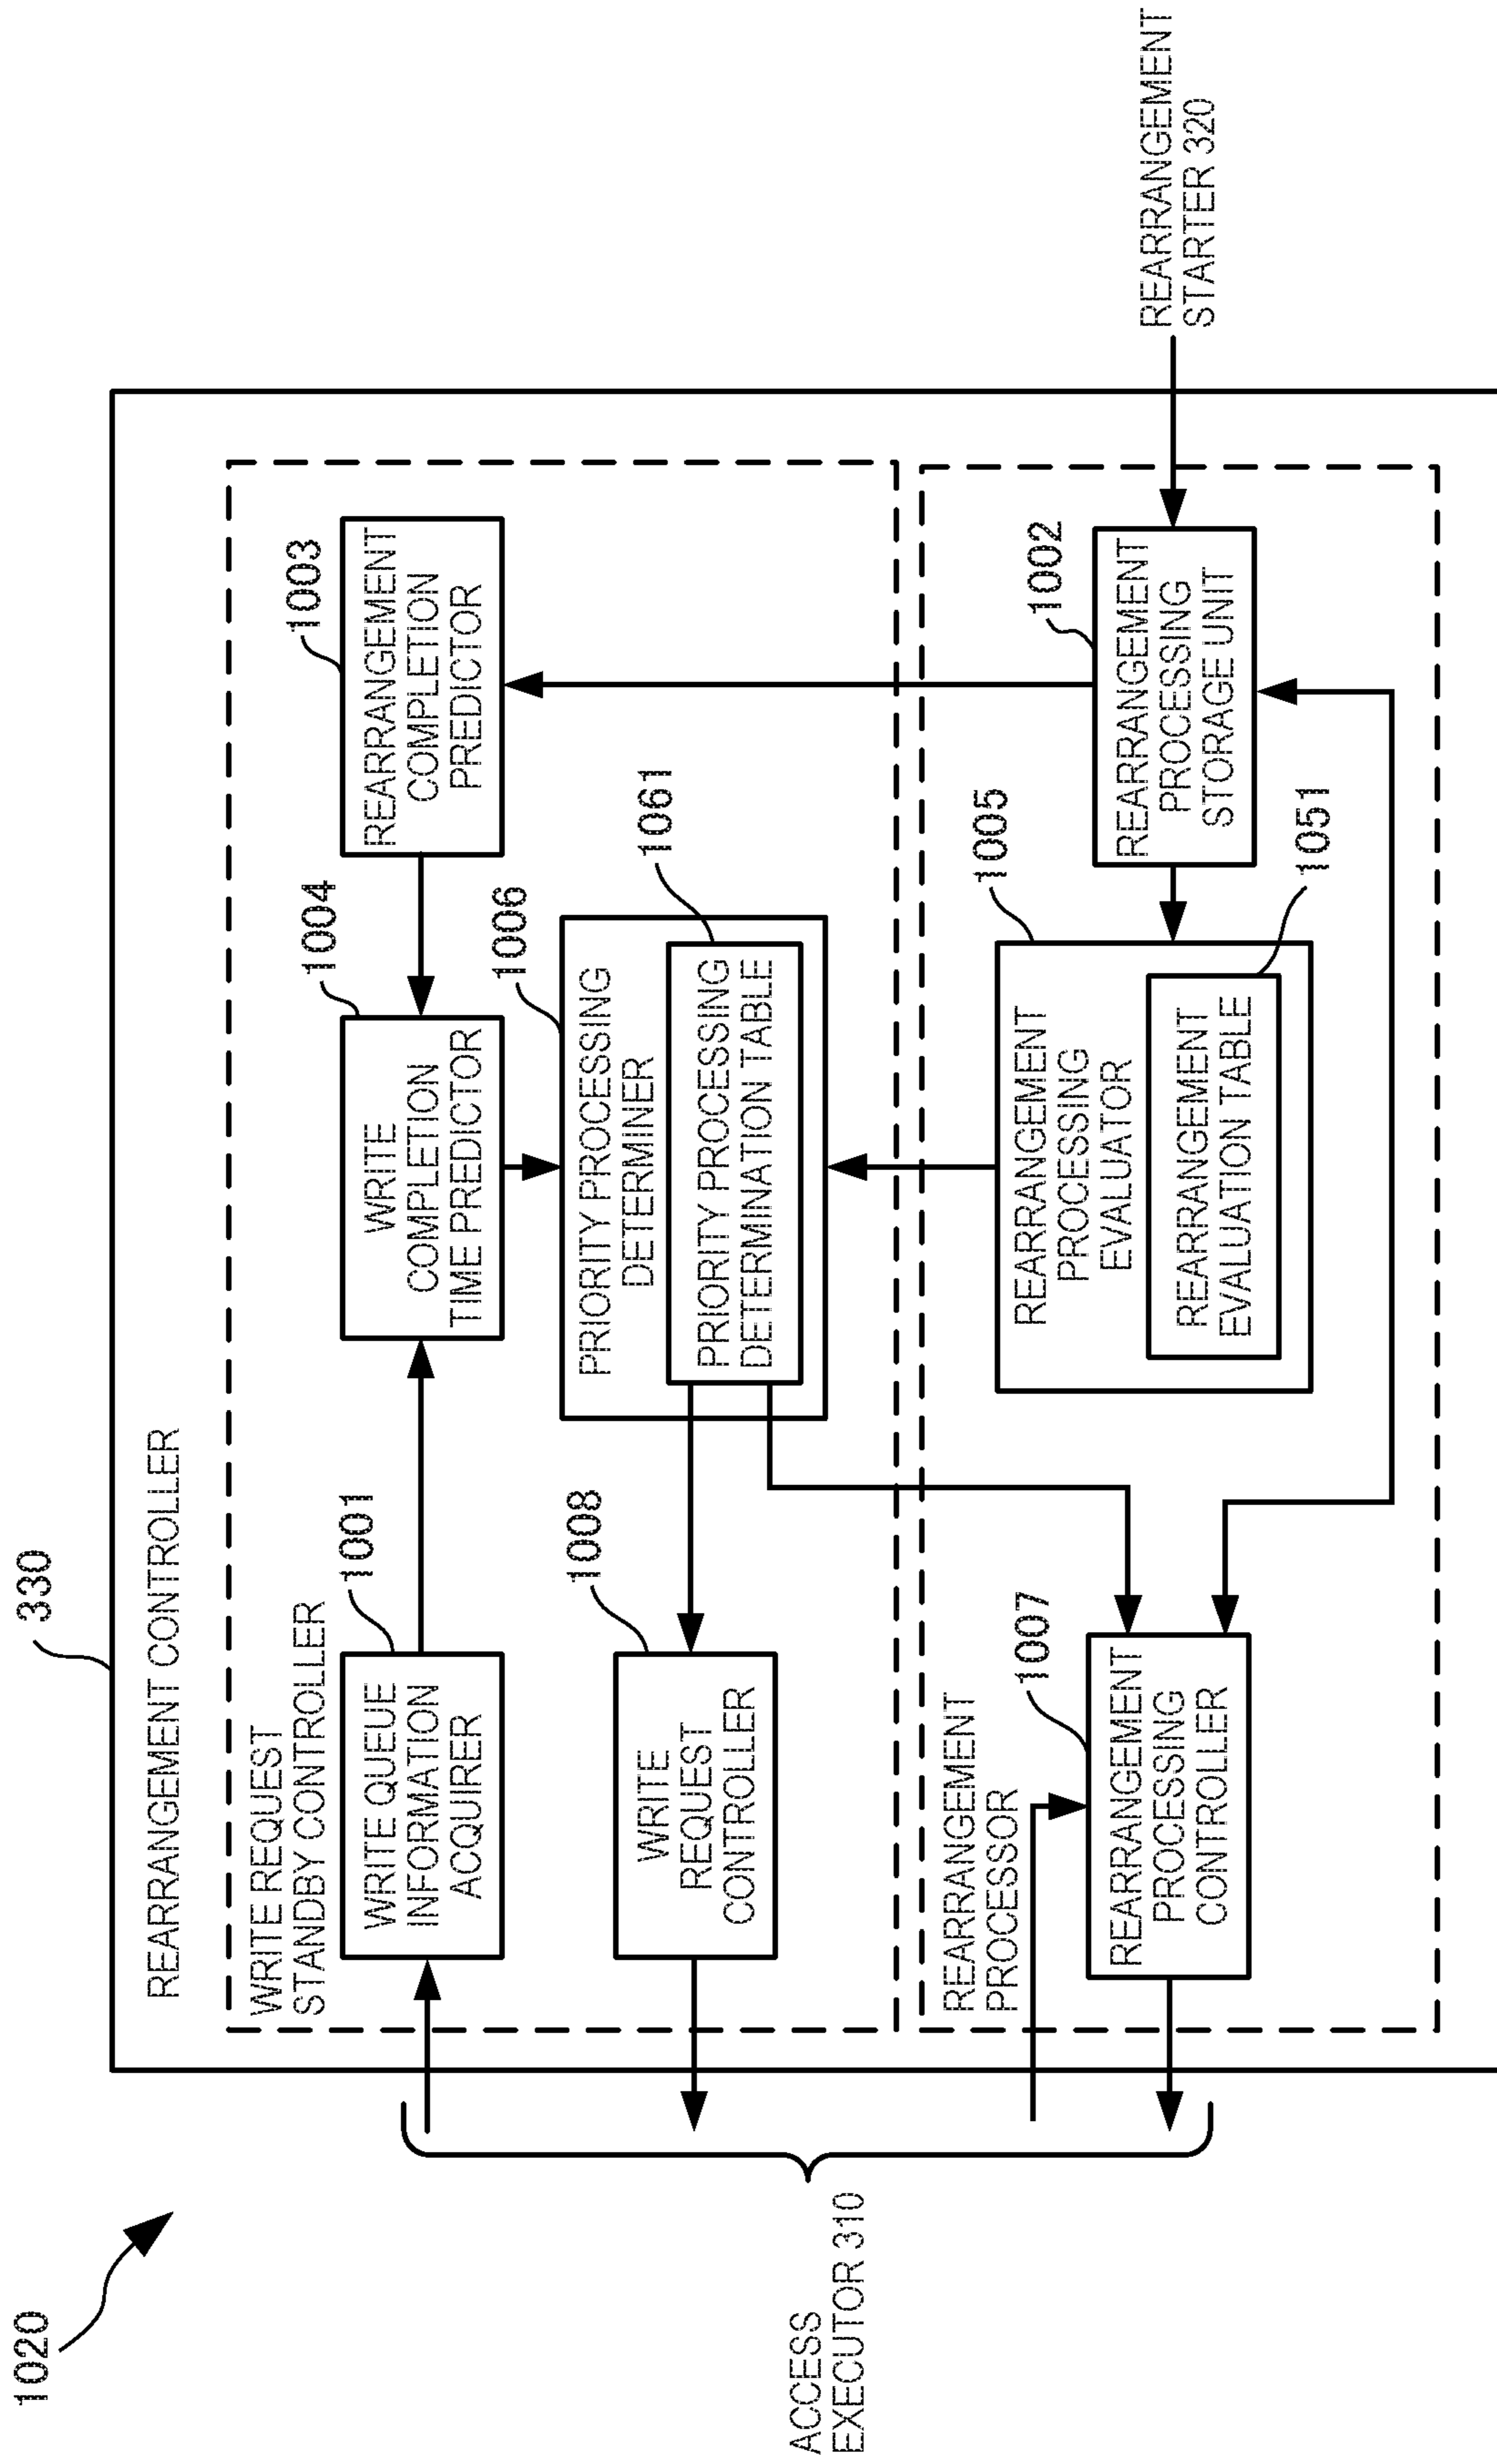 1020
330
REARRANGEMENT CONTROLLER
WRITE REQUEST
STANDBY CONTROLLER
1001
WRITE QUEUE
INFORMATION
ACQUIRER
1004
WRITE
COMPLETION
TIME PREDICTOR
1003
REARRANGEMENT
COMPLETION
PREDICTOR
1008
WRITE
REQUEST
CONTROLLER
1006
PRIORITY PROCESSING
DETERMINER
1061
PRIORITY PROCESSING
DETERMINATION TABLE
ACCESS
EXECUTOR 310
REARRANGEMENT
PROCESSOR
1007
REARRANGEMENT
PROCESSING
CONTROLLER
1005
REARRANGEMENT
PROCESSING
EVALUATOR
1051
REARRANGEMENT
EVALUATION TABLE
1002
REARRANGEMENT
PROCESSING
STORAGE UNIT
REARRANGEMENT
STARTER 320